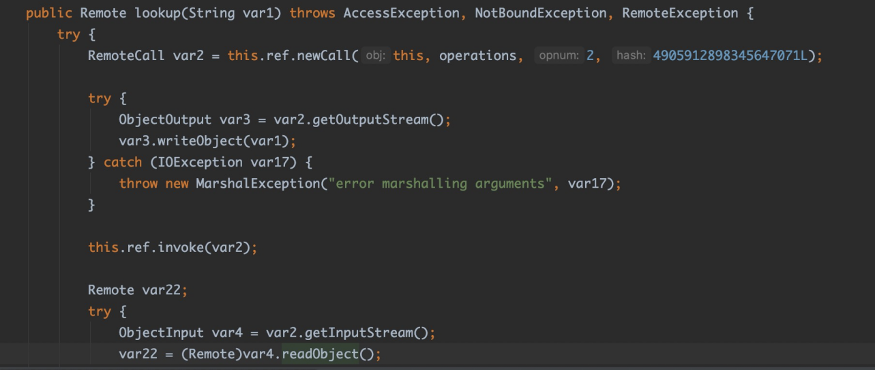 public Remote lookup(String var1) throws AccessException, NotBoundException, RemoteException {
try {
RemoteCall var2 = this.ref.newCall( obj: this, operations, opnum: 2, hash: 4905912898345647071L);
try {
ObjectOutput var3 = var2.getOutputStream();
var3.writeObject(var1);
} catch (IOException var17) {
throw new MarshalException("error marshalling arguments", var17);
}
this.ref.invoke(var2);
Remote var22;
try {
ObjectInput var4 = var2.getInputStream();
var22 = (Remote)var4.readObject();